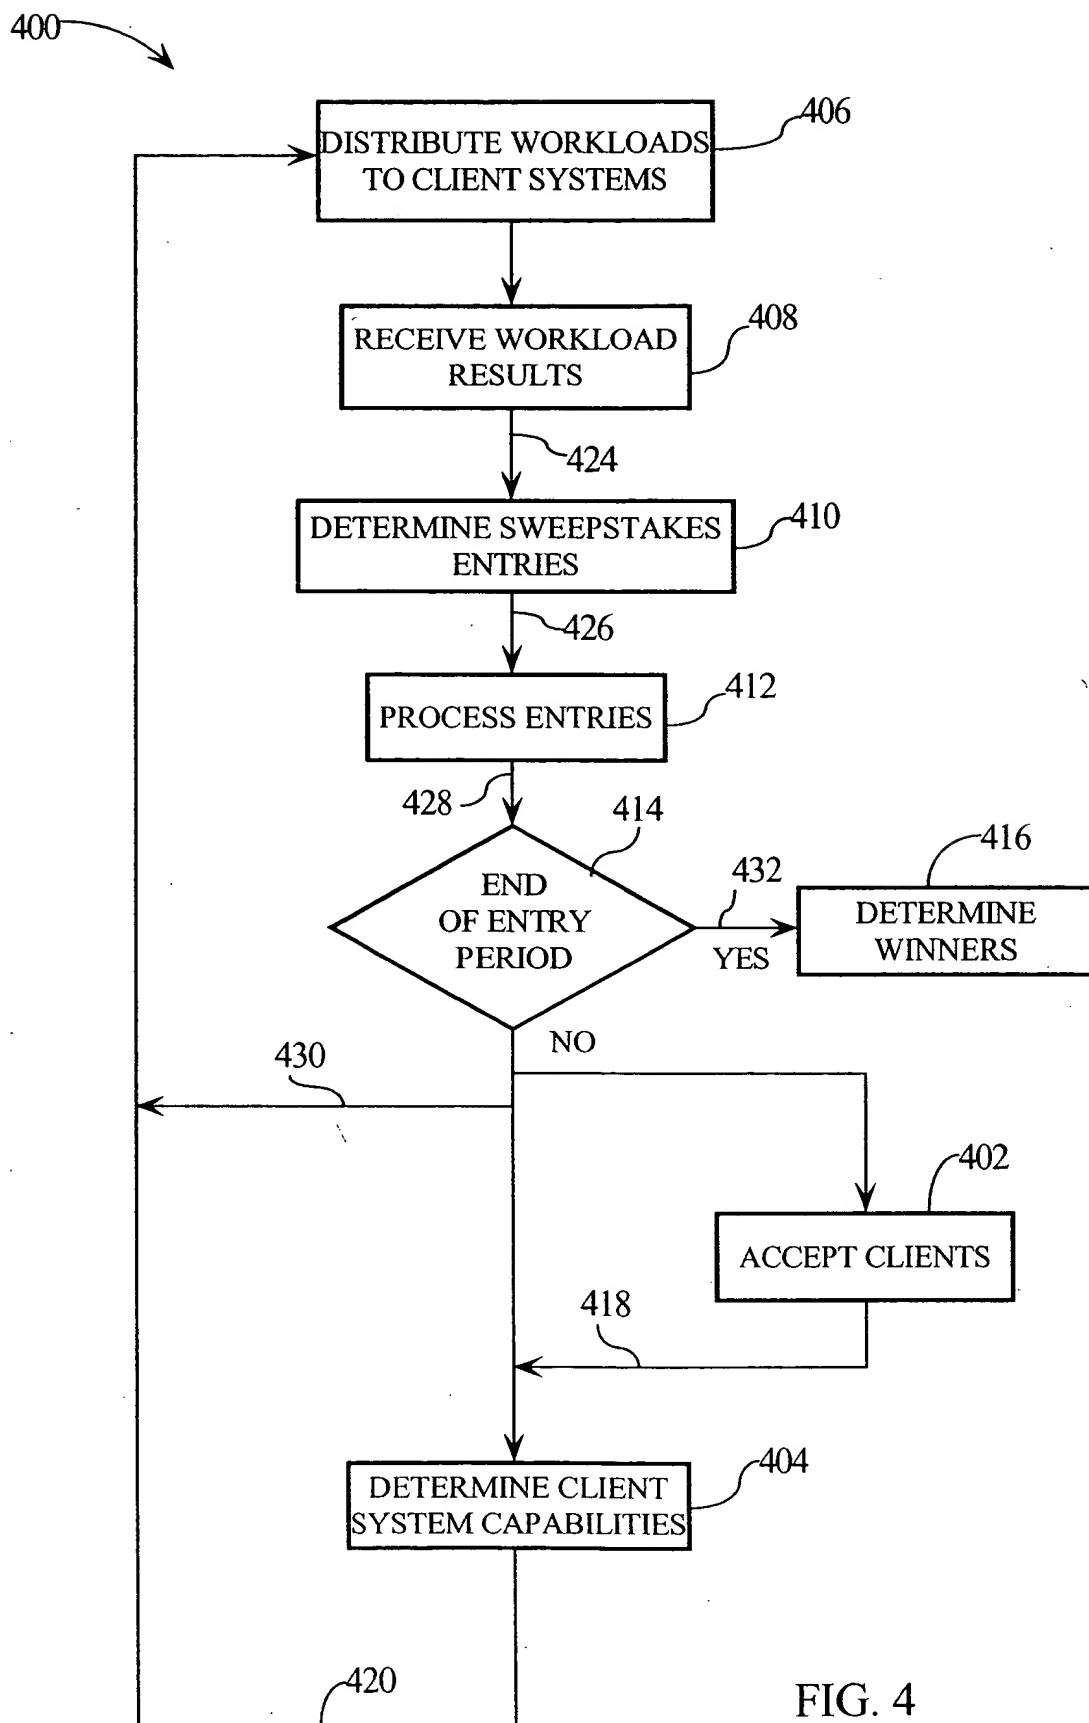 400
406
DISTRIBUTE WORKLOADS
TO CLIENT SYSTEMS
408
RECEIVE WORKLOAD
RESULTS
424
410
DETERMINE SWEEPSTAKES
ENTRIES
426
412
PROCESS ENTRIES
428
414
END
OF ENTRY
PERIOD
432
YES
416
DETERMINE
WINNERS
NO
430
402
ACCEPT CLIENTS
418
404
DETERMINE CLIENT
SYSTEM CAPABILITIES
420
FIG. 4